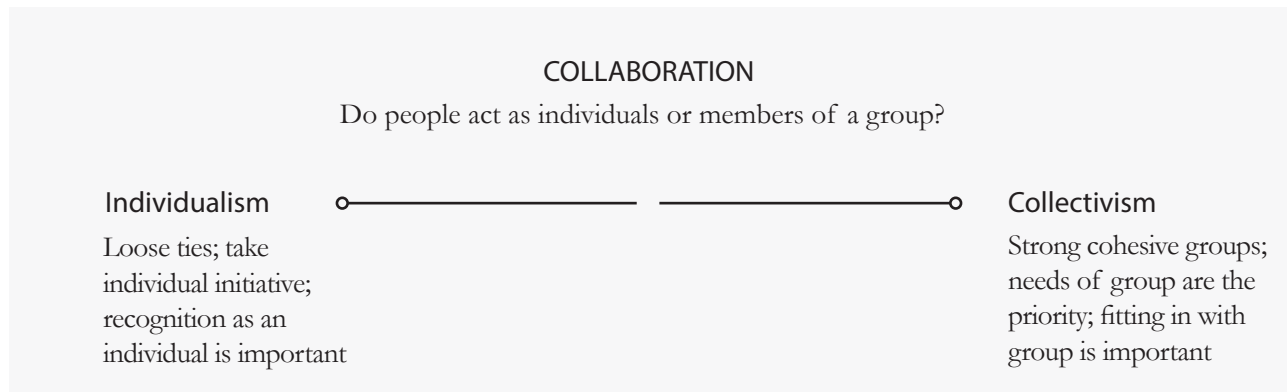 COLLABORATION
Do people act as individuals or members of a group?
Individualism
Loose ties; take
individual initiative;
recognition as an
individual is important
Collectivism
Strong cohesive groups;
needs of group are the
priority; fitting in with
group is important